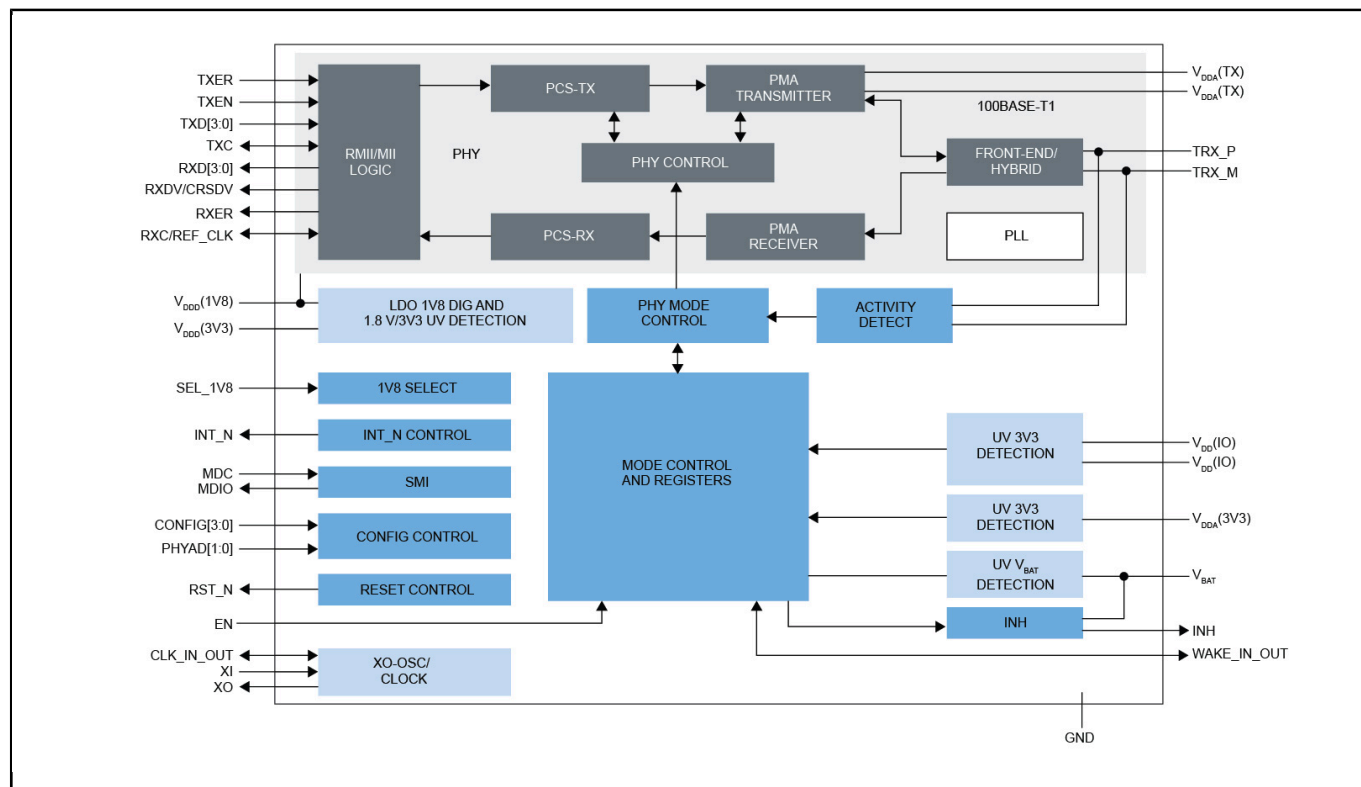 TXER
TXEN
TXD[3:0]
TXC
RXD[3:0]
RXDV/CRSDV
RXER
RXC/REF_CLK
RMII/MII
LOGIC
PCS-TX
PMA
TRANSMITTER
100BASE-T1
PHY
PHY CONTROL
FRONT-END/
HYBRID
PCS-RX
PMA
RECEIVER
PLL
VDDA(TX)
VDDA(TX)
TRX_P
TRX_M
VDDD(1V8)
VDDD(3V3)
LDO 1V8 DIG AND
1.8 V/3V3 UV DETECTION
PHY MODE
CONTROL
ACTIVITY
DETECT
SEL_1V8
1V8 SELECT
INT_N
INT_N CONTROL
MDC
MDIO
SMI
CONFIG[3:0]
PHYAD[1:0]
CONFIG CONTROL
RST_N
RESET CONTROL
EN
CLK_IN_OUT
XI
XO
XO-OSC/
CLOCK
MODE CONTROL
AND REGISTERS
UV 3V3
DETECTION
VDD(IO)
VDD(IO)
UV 3V3
DETECTION
VDDA(3V3)
UV VBAT
DETECTION
VBAT
INH
INH
WAKE_IN_OUT
GND